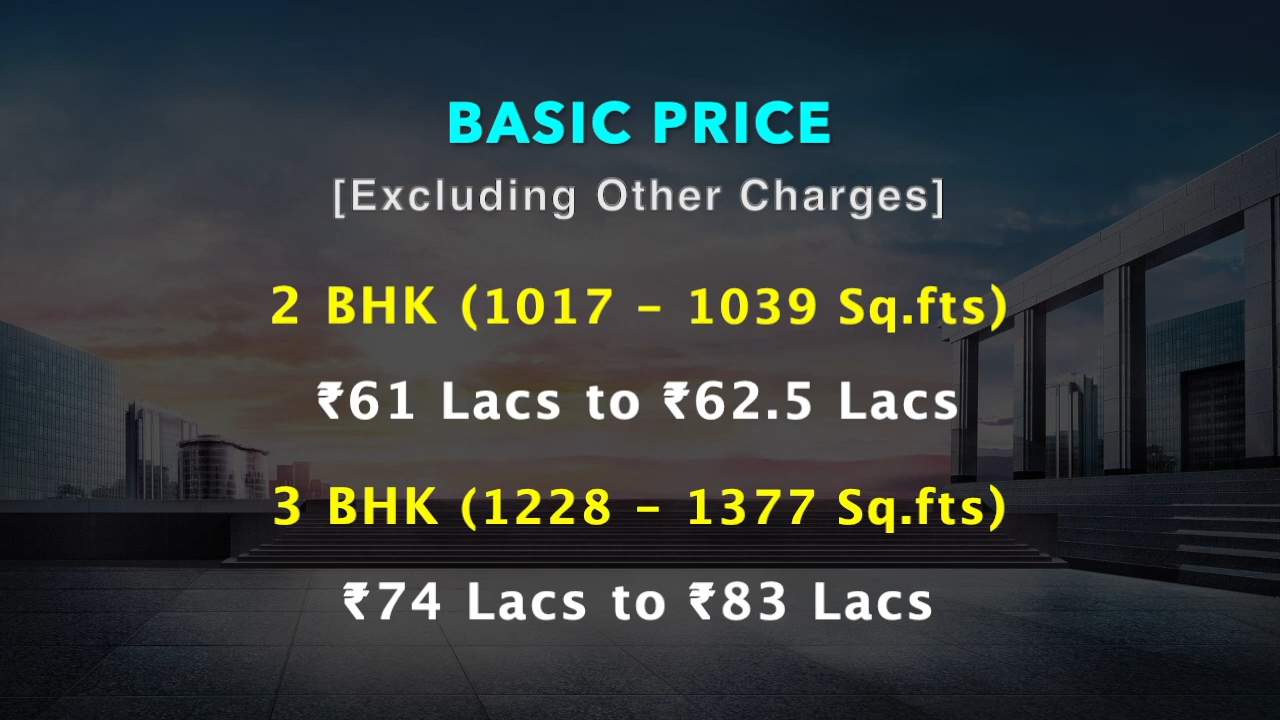 BASIC PRICE
[Excluding Other Charges]
2 BHK (1017 – 1039 Sq.fts)
₹61 Lacs to ₹62.5 Lacs
3 BHK (1228 – 1377 Sq.fts)
₹74 Lacs to ₹83 Lacs